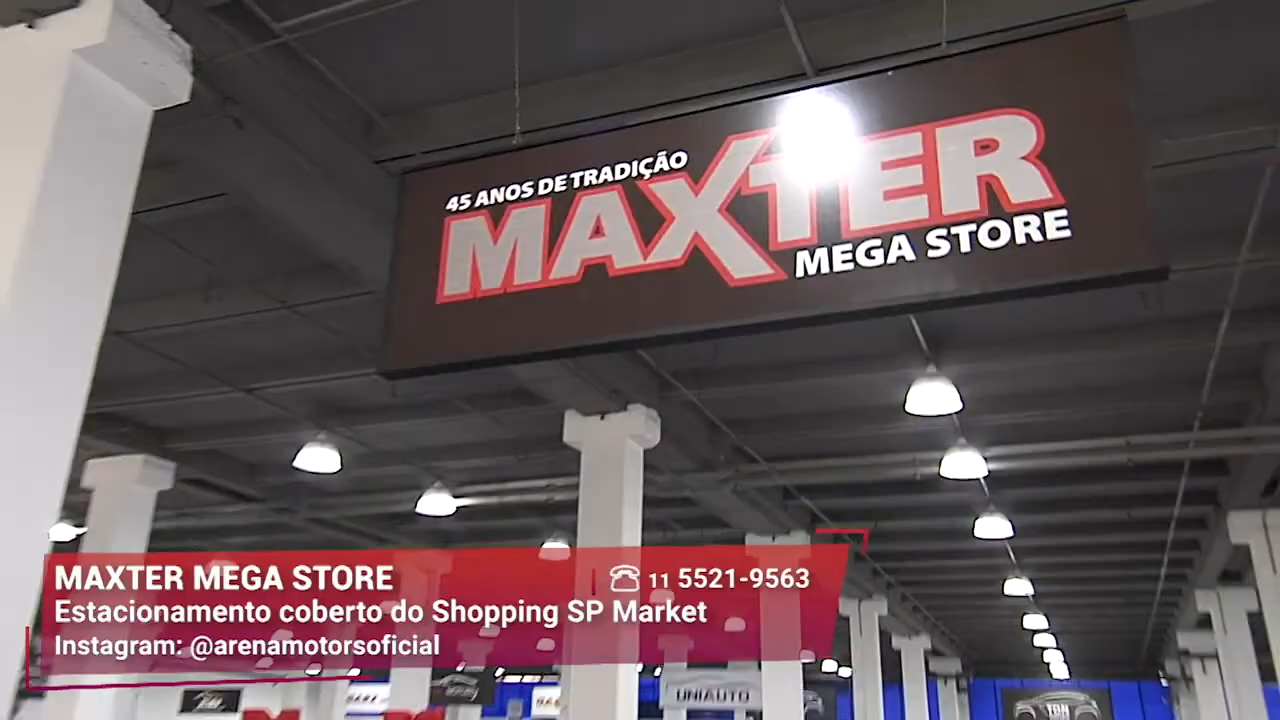 45 ANOS DE TRADIÇÃO
MAXTER
MEGA STORE
MAXTER MEGA STORE
11 5521-9563
Estacionamento coberto do Shopping SP Market
Instagram: @arenamotorsoficial
UNIAUTO